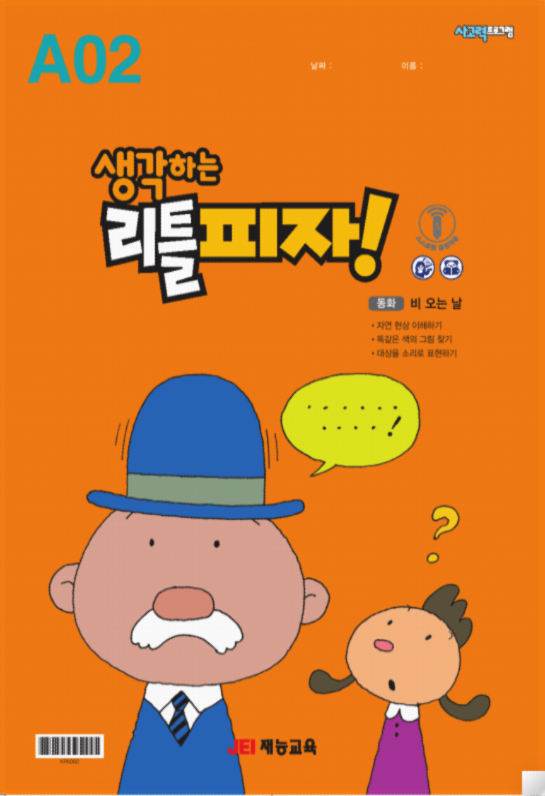 A02
사고력프로그램
날짜 :
이름 :
생각하는
리틀피자!
동화 비 오는 날
• 자연 현상 이해하기
• 똑같은 색의 그림 찾기
• 대상을 소리로 표현하기
. . . . . .
. . . . !
?
JEI 재능교육